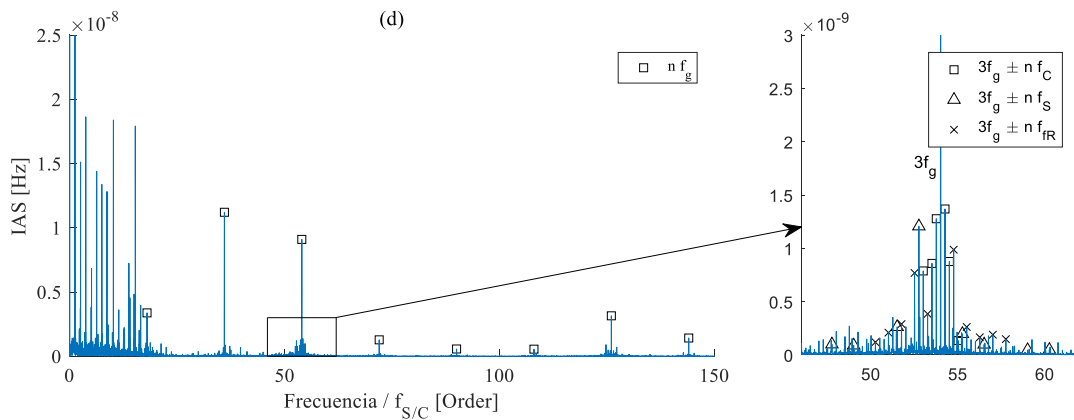 (d)
×10^-8
2.5
2
1.5
1
0.5
0
IAS [Hz]
n f_g
0
50
100
150
Frecuencia / f_S/C [Order]
×10^-9
3
2.5
2
1.5
1
0.5
0
3f_g ± n f_C
3f_g ± n f_S
3f_g ± n f_fR
3f_g
50
55
60